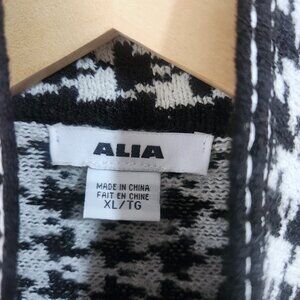 ALIA
MADE IN CHINA
FAIT EN CHINE
XL/TG